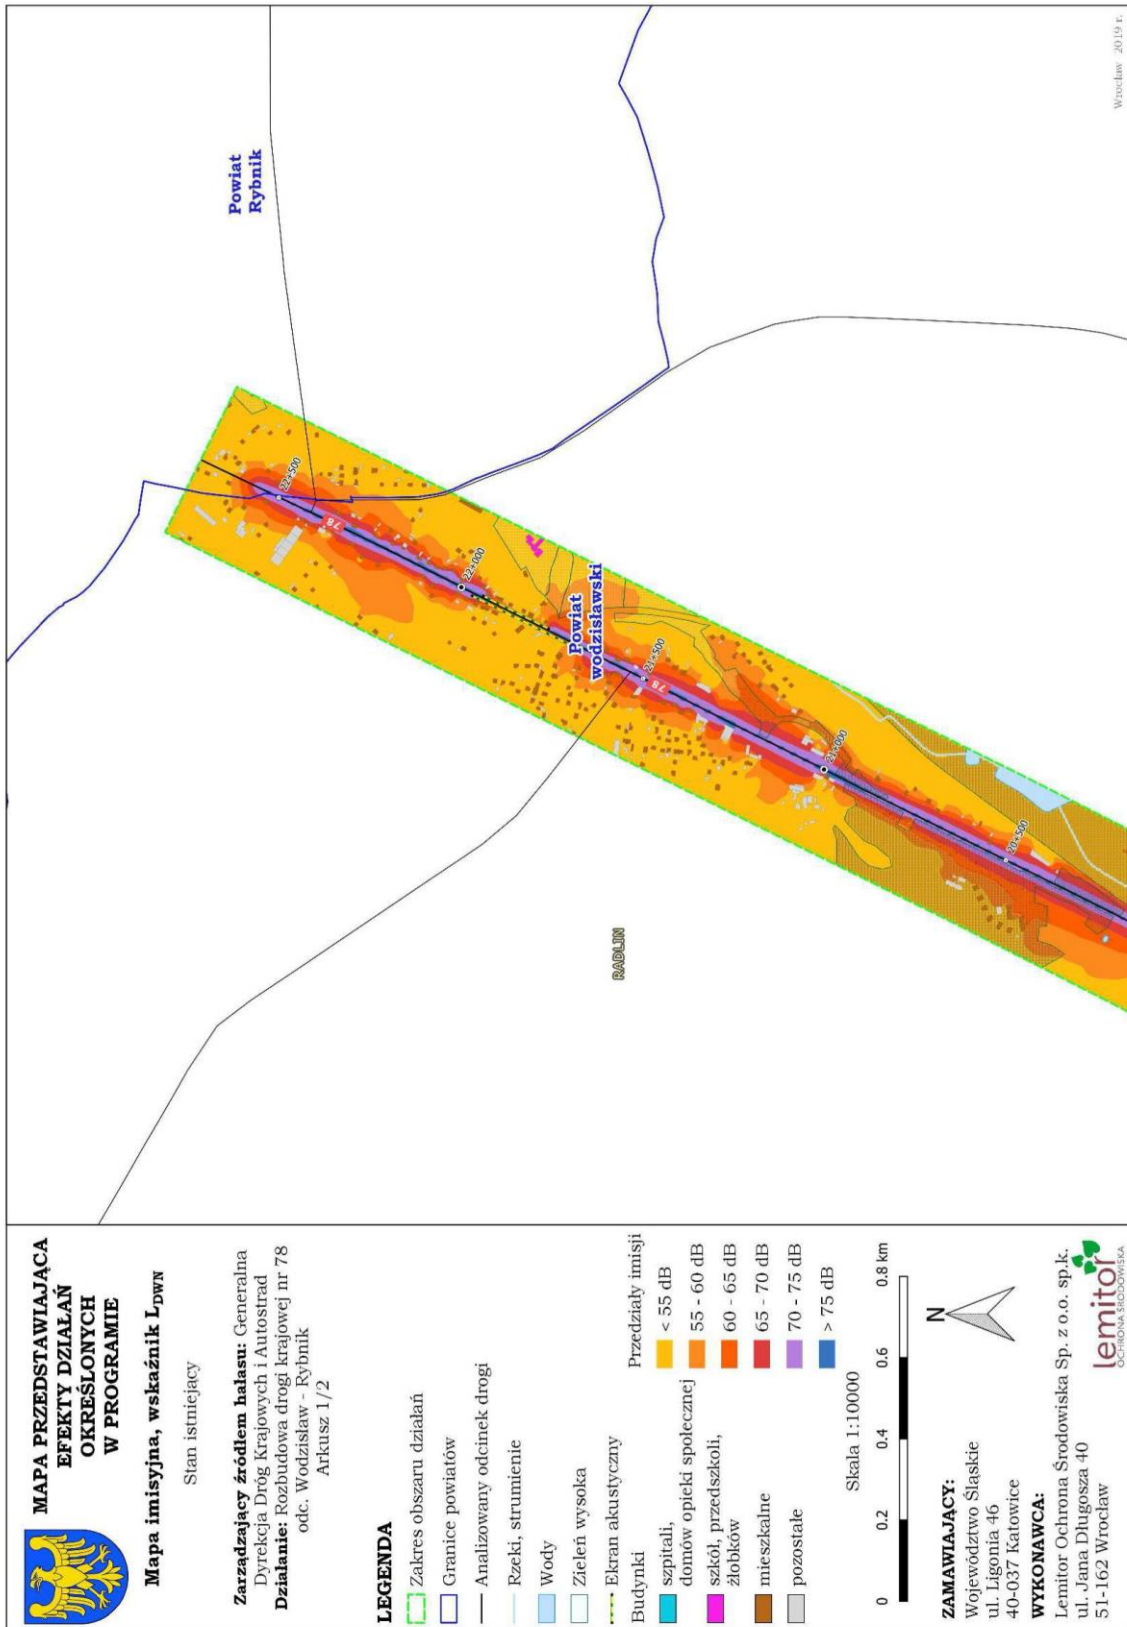 MAPA PRZEDSTAWIAJĄCA
EFEKTY DZIAŁAŃ
OKREŚLONYCH
W PROGRAMIE
Mapa imisyjna, wskaźnik LDWN
Stan istniejący
Zarządzający źródłem hałasu: Generalna
Dyrekcja Dróg Krajowych i Autostrad
Działanie: Rozbudowa drogi krajowej nr 78
odc. Wodzisław - Rybnik
Arkusz 1/2
LEGENDA
Zakres obszaru działań
Granice powiatów
Analizowany odcinek drogi
Rzeki, strumienie
Wody
Zieleń wysoka
Ekran akustyczny
Budynki
szpitali,
domów opieki społecznej
szkół, przedszkoli,
żłobków
mieszkalne
pozostałe
Przedziały imisji
< 55 dB
55 - 60 dB
60 - 65 dB
65 - 70 dB
70 - 75 dB
> 75 dB
Skala 1:10000
0 0.2 0.4 0.6 0.8 km
N
ZAMAWIAJĄCY:
Województwo Śląskie
ul. Ligonia 46
40-037 Katowice
WYKONAWCA:
Lemitor Ochrona Środowiska Sp. z o.o. sp.k.
ul. Jana Długosza 40
51-162 Wrocław
lemitor
OCHRONA ŚRODOWISKA
Powiat
Rybnik
22+500
78
22+000
Powiat
wodzisławski
21+500
78
21+000
20+500
RADLIN
Wrocław 2019 r.